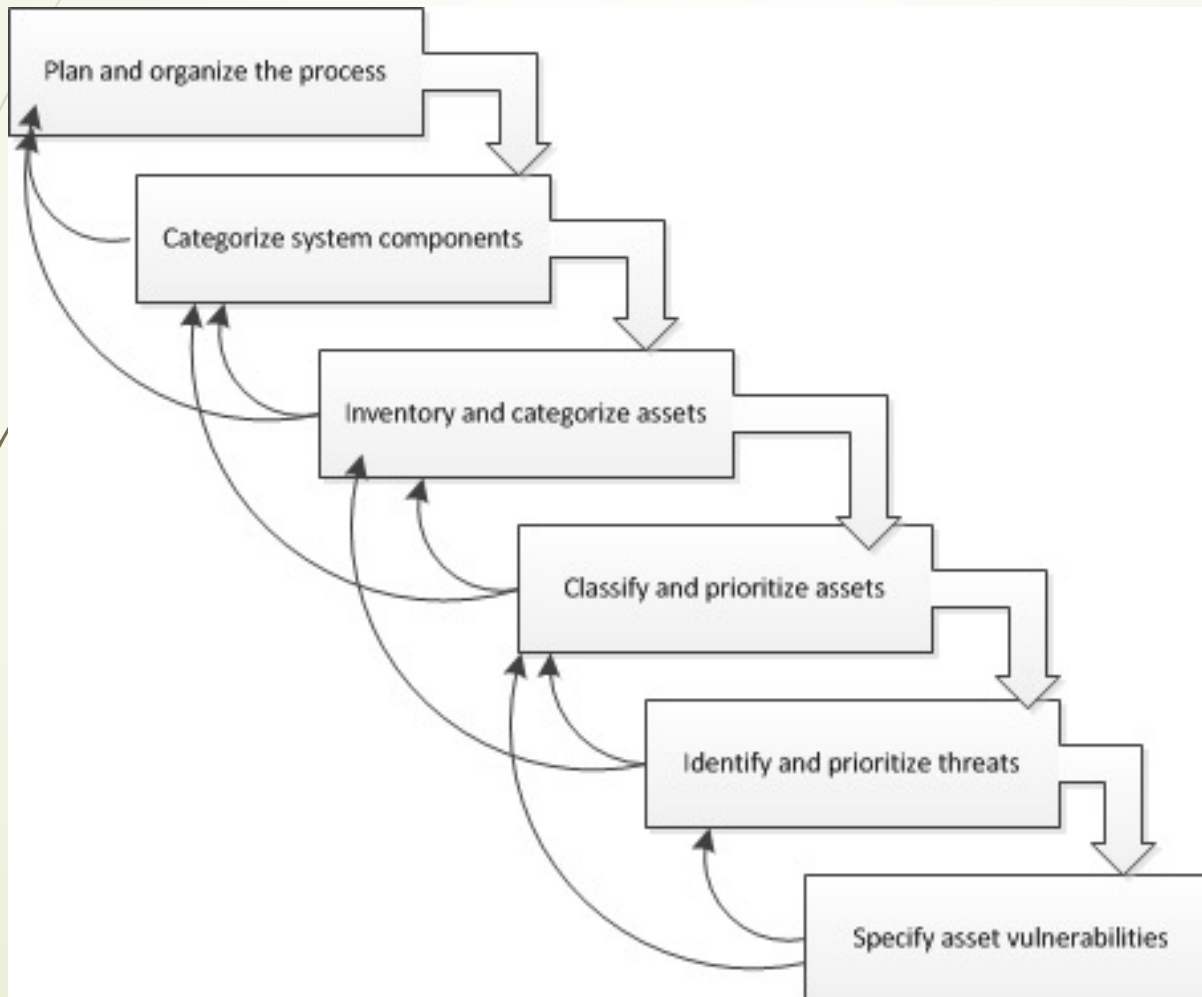 Plan and organize the process
Categorize system components
Inventory and categorize assets
Classify and prioritize assets
Identify and prioritize threats
Specify asset vulnerabilities